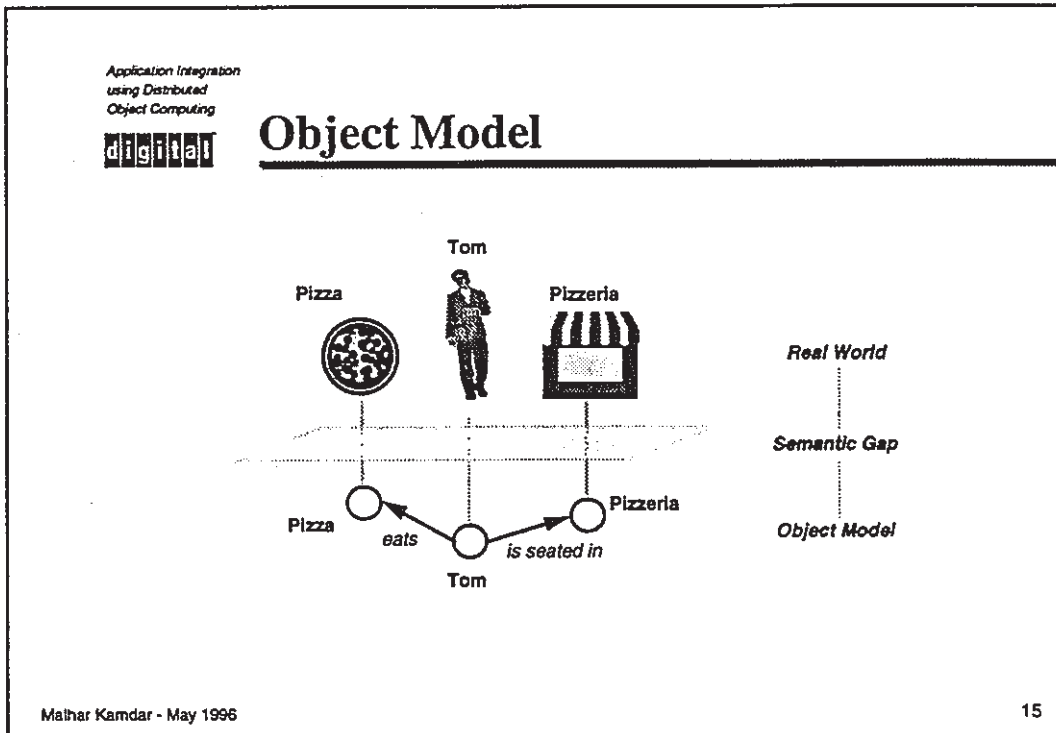 Application Integration
using Distributed
Object Computing
digital
Object Model
Tom
Pizza
Pizzeria
Real World
Semantic Gap
Pizza
eats
Tom
is seated in
Pizzeria
Object Model
Malhar Kamdar - May 1996
15